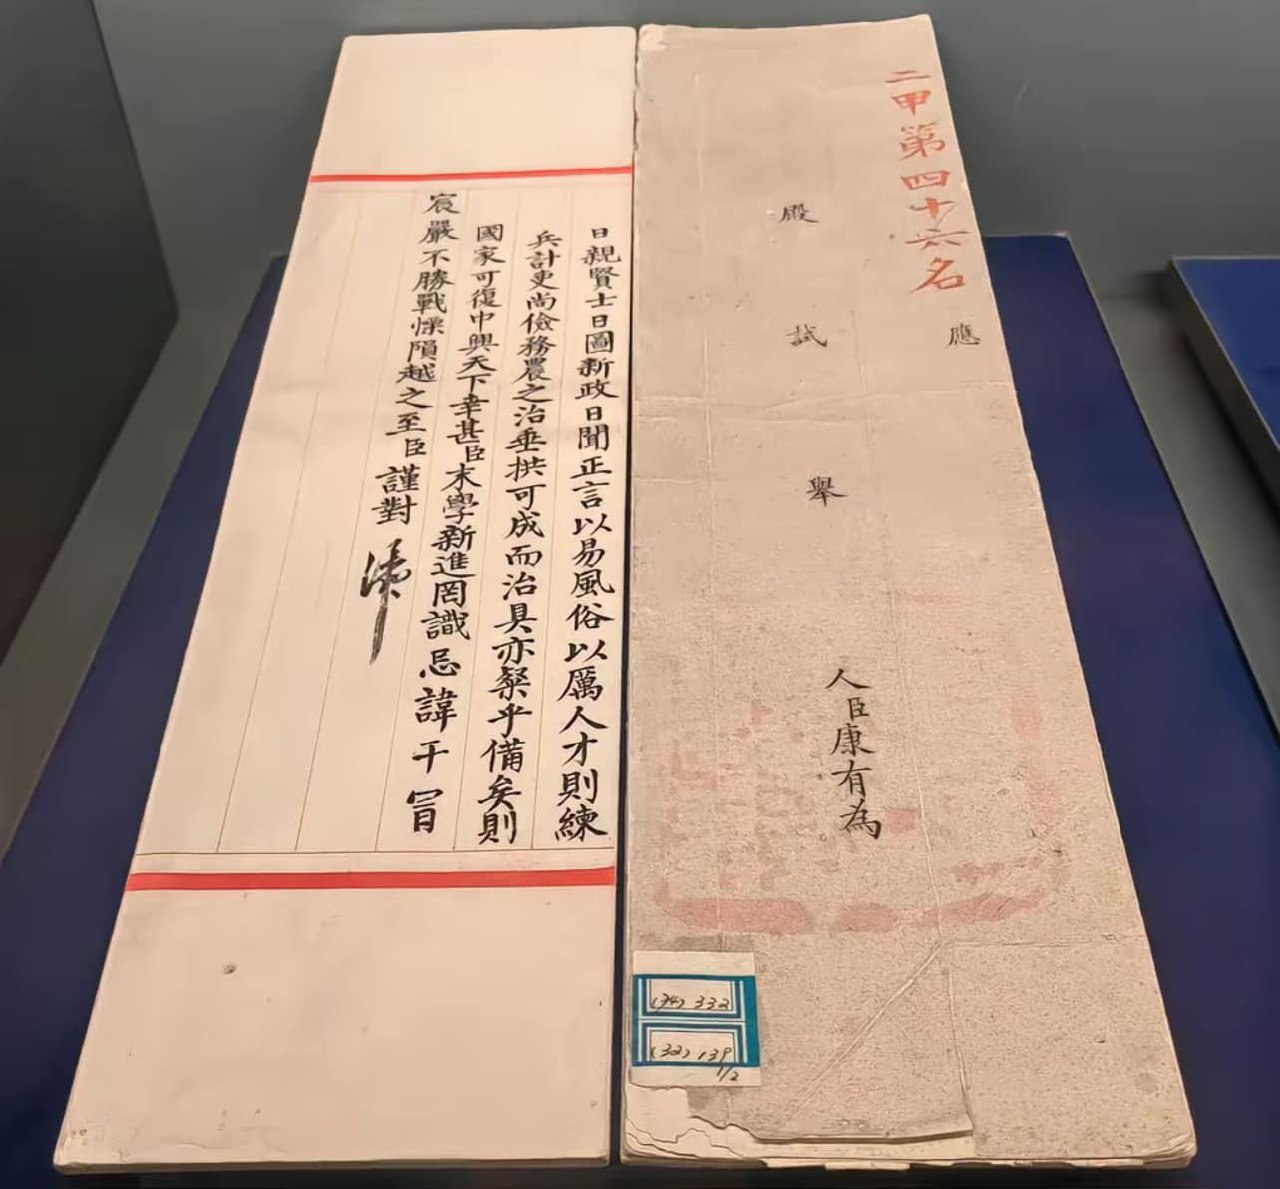 二甲第四十六名
應
殿試舉人臣康有為
日親賢士日圖新政日聞正言以易風俗以厲人才則練
兵計吏尚儉務農之治垂拱可成而治具亦粲乎備矣則
國家可復中興天下幸甚臣末學新進罔識忌諱干冒
宸嚴不勝戰慄隕越之至臣謹對
(34) 332
(32) 139
1/2